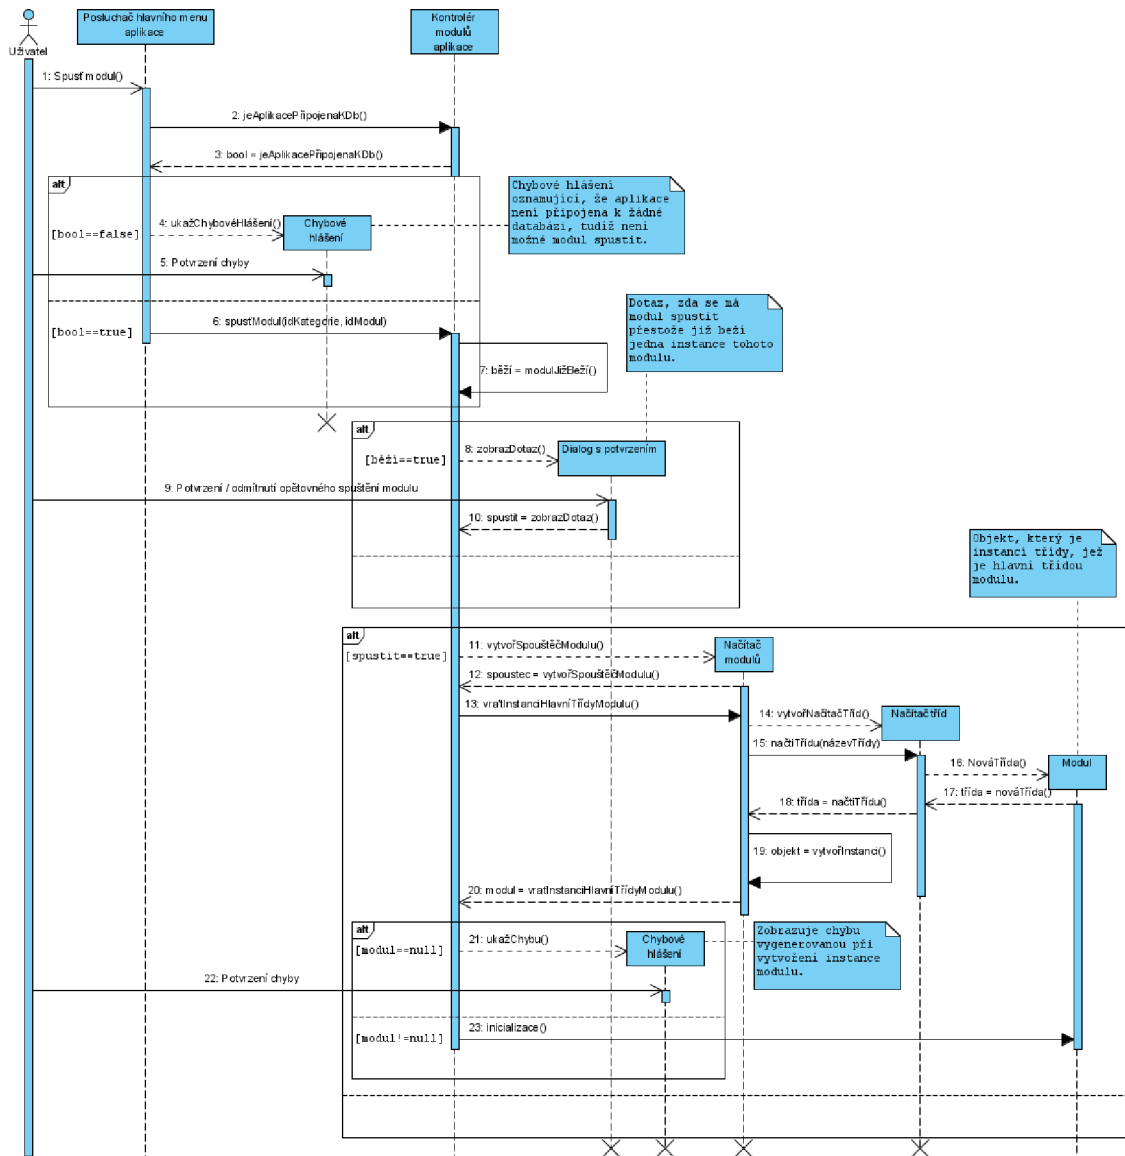 Posluchač hlavního menu
aplikace
Kontrolér
modulů
aplikace
Uživatel
1: Spusť modul()
2: jeAplikacePřipojenaKDb()
3: bool = jeAplikacePřipojenaKDb()
alt
[bool==false]
4: ukažChybovéHlášení()
Chybové
hlášení
Chybové hlášení
oznamující, že aplikace
není připojena k žádné
databázi, tudíž není
možné modul spustit.
5: Potvrzení chyby
[bool==true]
6: spusťModul(idKategorie, idModul)
7: běží = modulJižBeží()
Dotaz, zda se má
modul spustit
přestože již beží
jedna instance tohoto
modulu.
alt
[běží==true]
8: zobrazDotaz()
Dialog s potvrzením
9: Potvrzení / odmítnutí opětovného spuštění modulu
10: spustit = zobrazDotaz()
Objekt, který je
instancí třídy, jež
je hlavní třídou
modulu.
alt
[spustit==true]
11: vytvořSpouštěčModulu()
Načítač
modulů
12: spoustec = vytvořSpouštěčModulu()
13: vratInstanciHlavníTřídyModulu()
14: vytvořNačítačTříd()
Načítač tříd
15: načtiTřídu(názevTřídy)
16: NováTřída()
Modul
17: třída = nováTřída()
18: třída = načtiTřídu()
19: objekt = vytvořInstanci()
20: modul = vratInstanciHlavníTřídyModulu()
alt
[modul==null]
21: ukažChybu()
Chybové
hlášení
Zobrazuje chybu
vygenerovanou při
vytvoření instance
modulu.
22: Potvrzení chyby
[modul!=null]
23: inicializace()